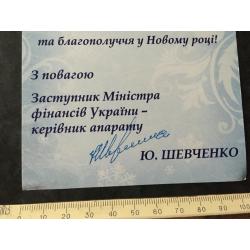 та благополуччя у Новому році!
З повагою
Заступник Міністра
фінансів України –
керівник апарату
Ю. ШЕВЧЕНКО